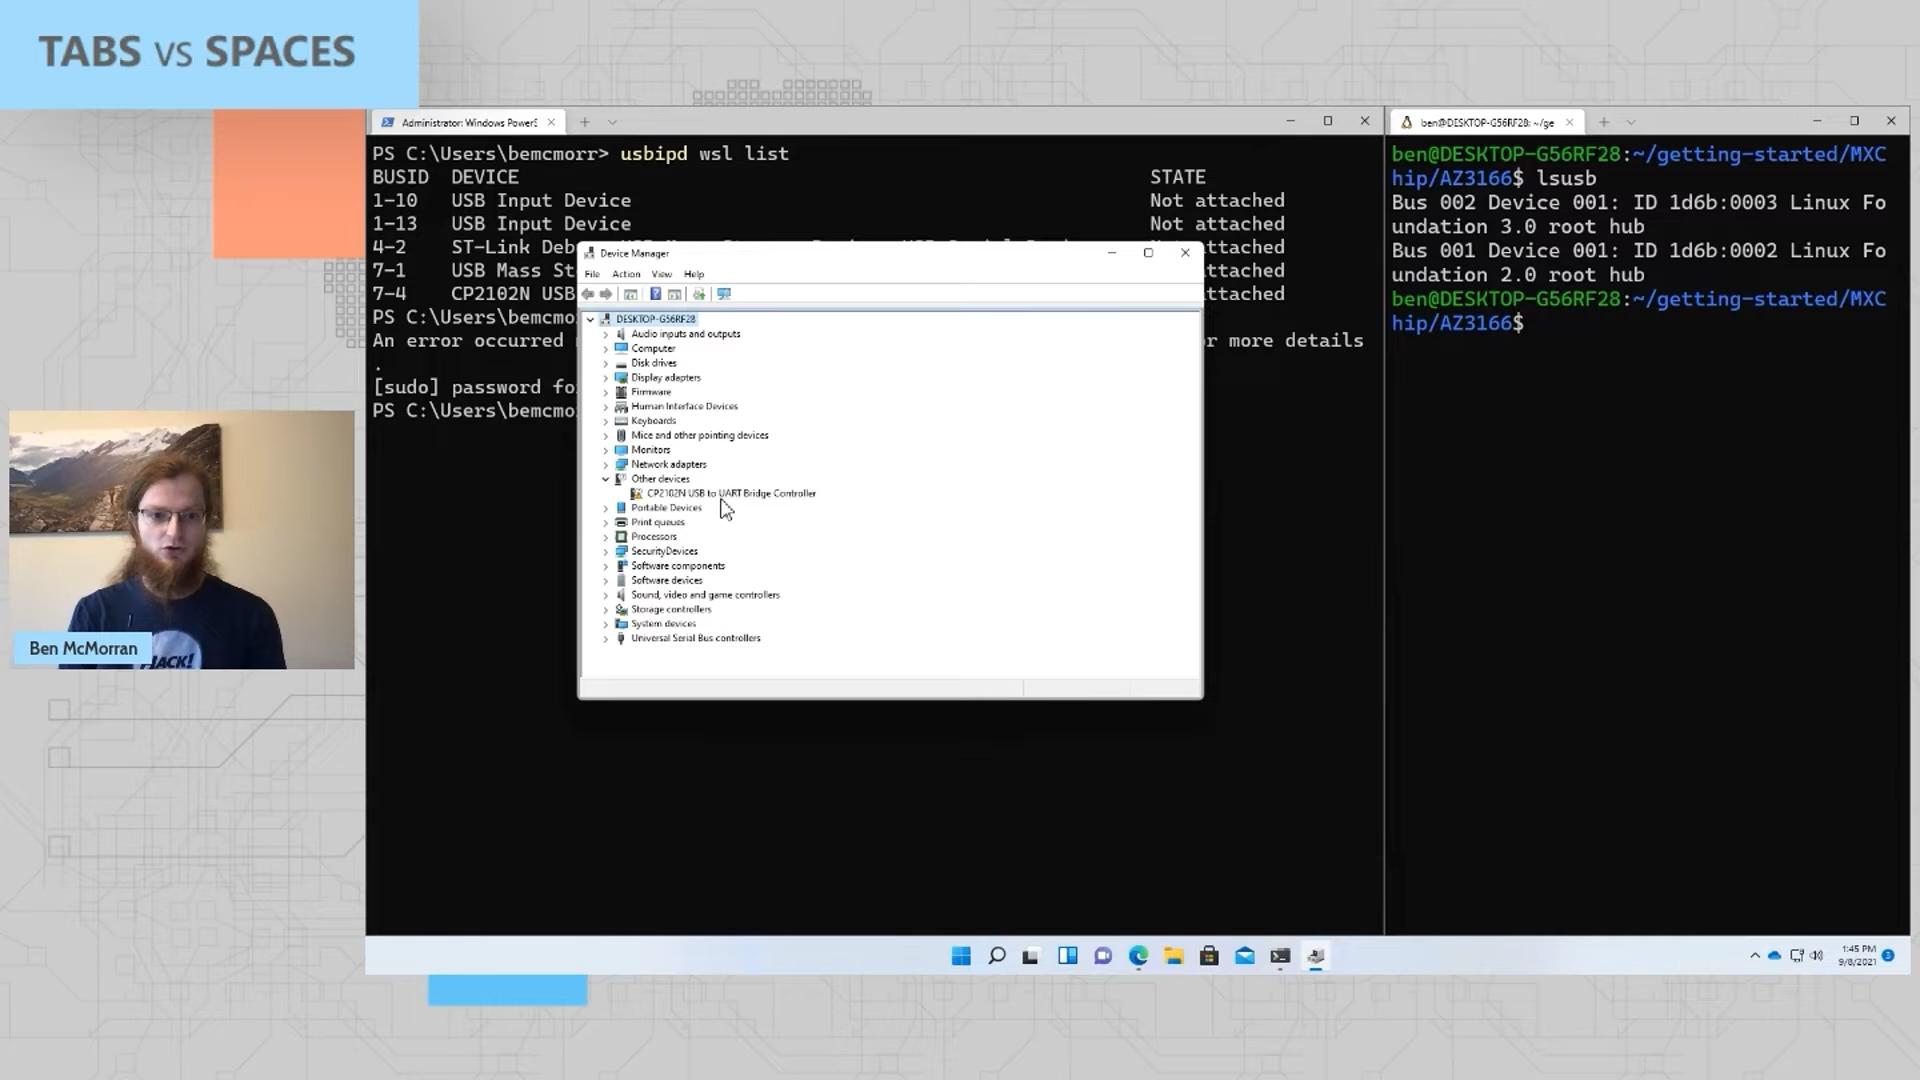 TABS VS SPACES
Administrator: Windows PowerS
PS C:\Users\bemcmorr> usbipd wsl list
BUSID DEVICE STATE
1-10 USB Input Device Not attached
1-13 USB Input Device Not attached
4-2 ST-Link Deb ttached
7-1 USB Mass St ttached
7-4 CP2102N USB ttached
PS C:\Users\bemcmo
An error occurred r more details
.
[sudo] password fo
PS C:\Users\bemcmo
Device Manager
File Action View Help
DESKTOP-G56RF28
Audio inputs and outputs
Computer
Disk drives
Display adapters
Firmware
Human Interface Devices
Keyboards
Mice and other pointing devices
Monitors
Network adapters
Other devices
CP2102N USB to UART Bridge Controller
Portable Devices
Print queues
Processors
SecurityDevices
Software components
Software devices
Sound, video and game controllers
Storage controllers
System devices
Universal Serial Bus controllers
ben@DESKTOP-G56RF28: ~/ge
ben@DESKTOP-G56RF28:~/getting-started/MXC
hip/AZ3166$ lsusb
Bus 002 Device 001: ID 1d6b:0003 Linux Fo
undation 3.0 root hub
Bus 001 Device 001: ID 1d6b:0002 Linux Fo
undation 2.0 root hub
ben@DESKTOP-G56RF28:~/getting-started/MXC
hip/AZ3166$
HACK!
Ben McMorran
1:45 PM
9/8/2021
3